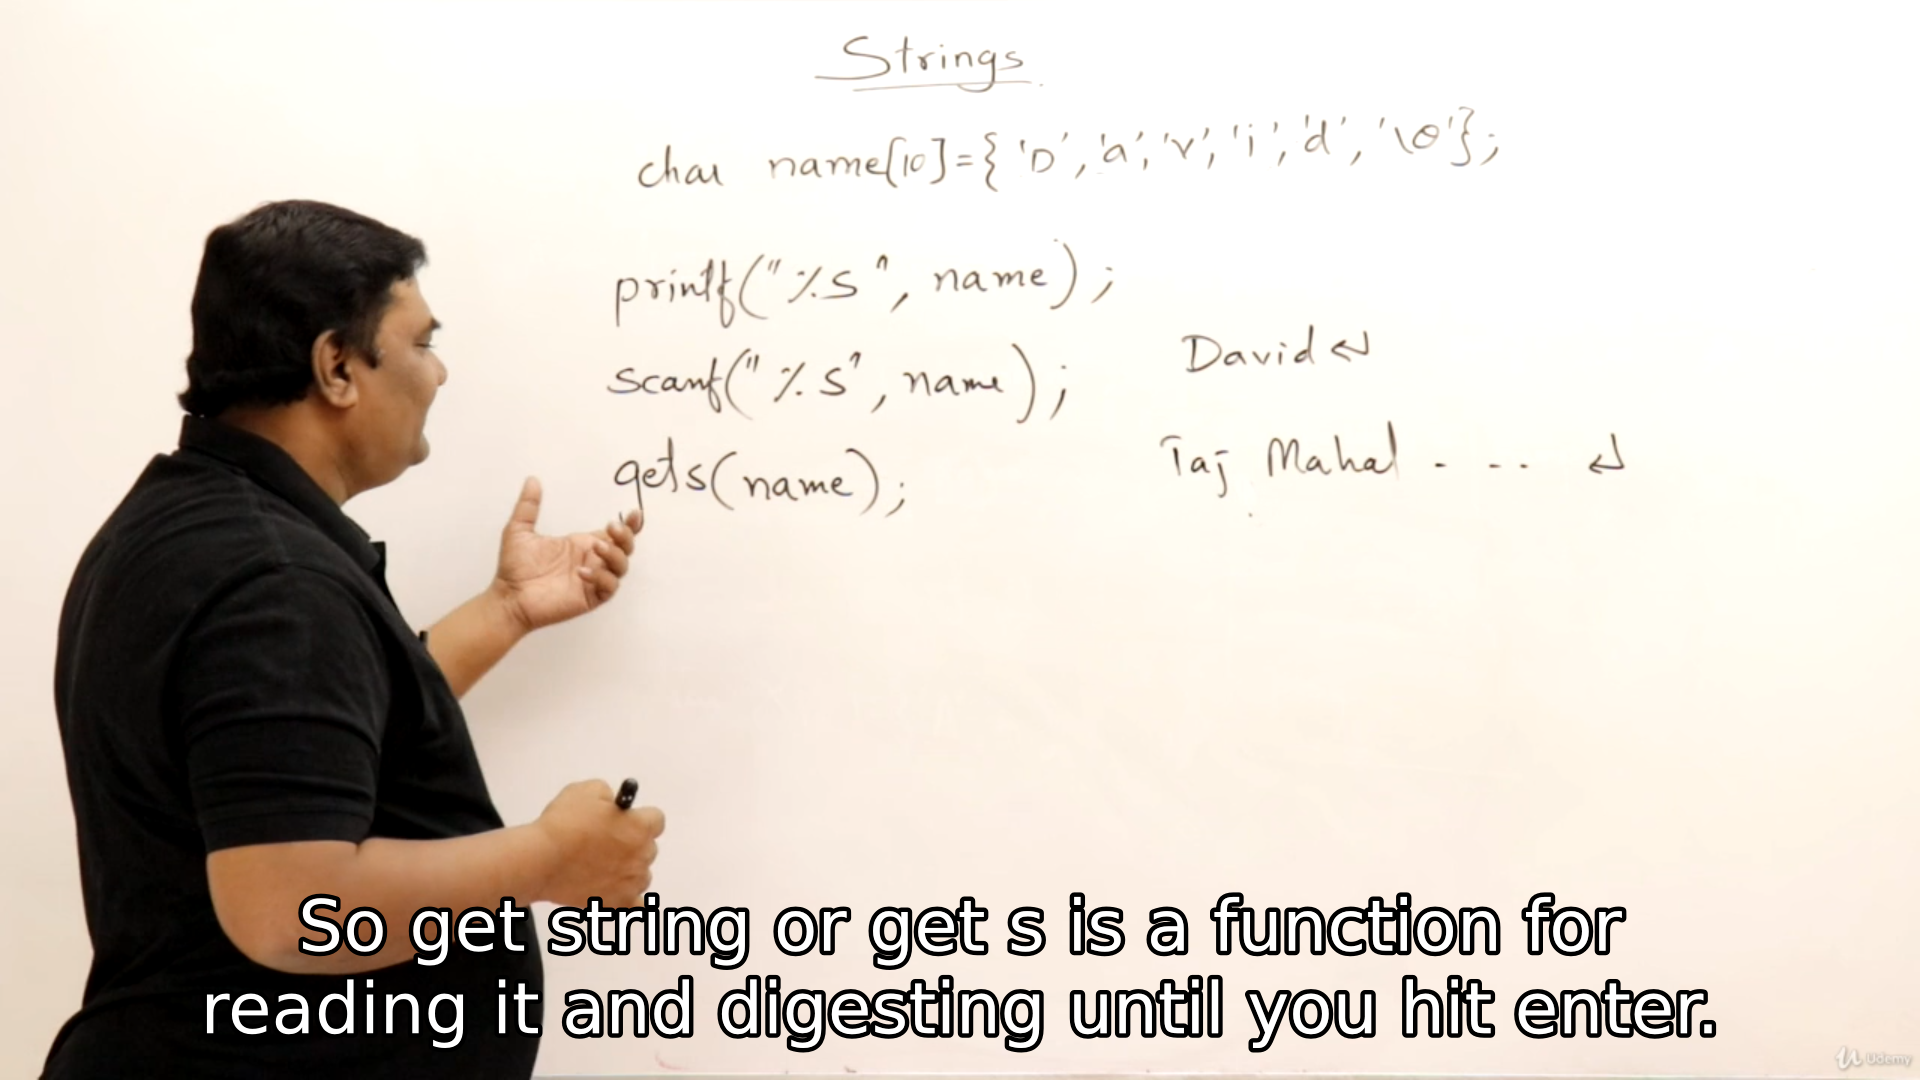 Strings
char name[10]={'D','a','v','i','d','\0'};
printf("%s", name);
scanf("%s", name); David↵
gets(name); Taj Mahal - - - - ↵
So get string or get s is a function for
reading it and digesting until you hit enter.
Udemy